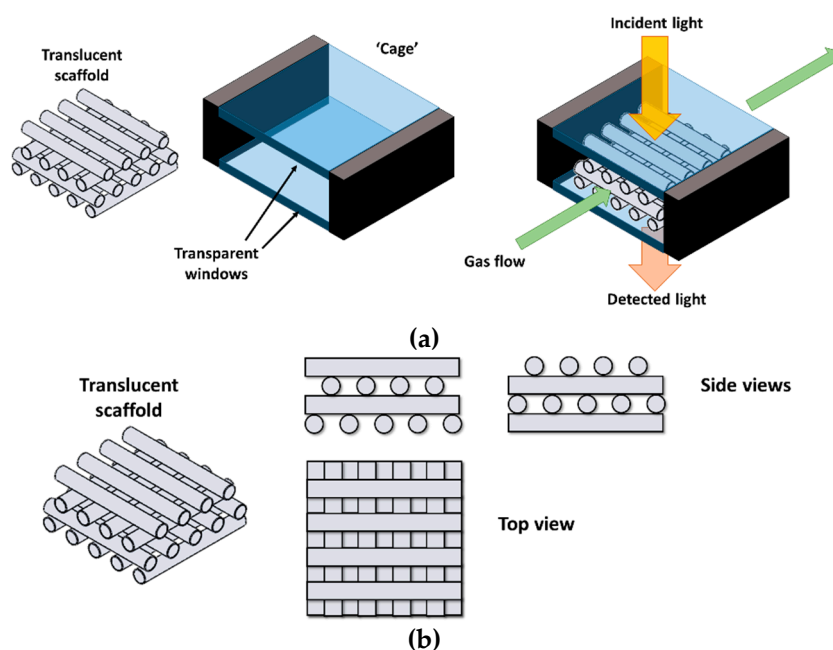 Translucent
scaffold
'Cage'
Transparent
windows
Incident light
Gas flow
Detected light
(a)
Translucent
scaffold
Side views
Top view
(b)